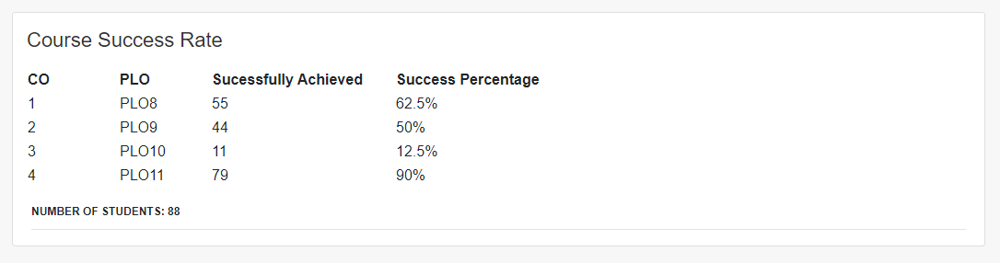 Course Success Rate
CO PLO Sucessfully Achieved Success Percentage
1 PLO8 55 62.5%
2 PLO9 44 50%
3 PLO10 11 12.5%
4 PLO11 79 90%
NUMBER OF STUDENTS: 88